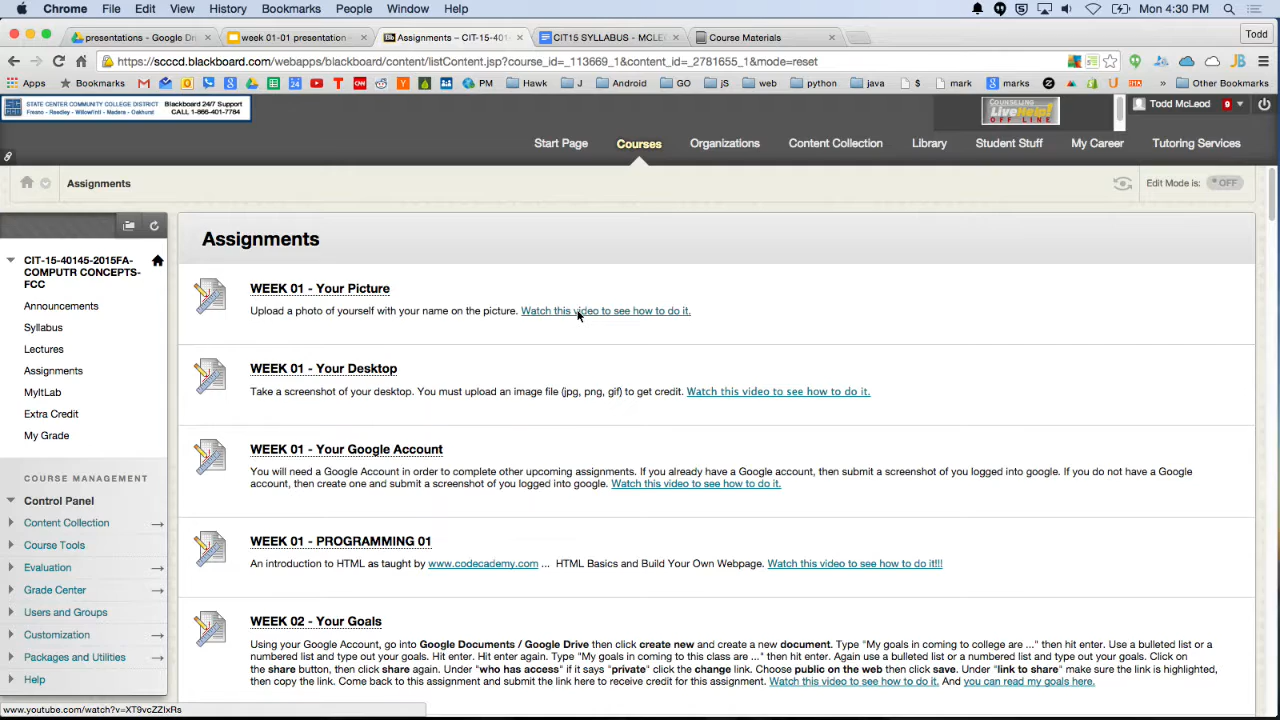 Chrome File Edit View History Bookmarks People Window Help Mon 4:30 PM
presentations - Google Dr week 01-01 presentation. Assignments – CIT-15-401 CIT15 SYLLABUS - MCLE Course Materials Todd
https://scccd.blackboard.com/webapps/blackboard/content/listContent.jsp?course_id=_113669_1&content_id=_2781655_1&mode=reset
Apps Bookmarks PM Hawk J Android GO jS web python java $ mark marks Other Bookmarks
STATE CENTER COMMUNITY COLLEGE DISTRICT Blackboard 24/7 Support
Fresno - Reedley - Willow/Intl - Madera - Oakhurst CALL 1-866-401-7784
COUNSELING
LiveHelp!
OFF LINE
Todd McLeod 9
Start Page Courses Organizations Content Collection Library Student Stuff My Career Tutoring Services
Assignments Edit Mode is: OFF
CIT-15-40145-2015FA-
COMPUTR CONCEPTS-
FCC
Announcements
Syllabus
Lectures
Assignments
MyItLab
Extra Credit
My Grade
COURSE MANAGEMENT
Control Panel
Content Collection
Course Tools
Evaluation
Grade Center
Users and Groups
Customization
Packages and Utilities
Help
Assignments
WEEK 01 - Your Picture
Upload a photo of yourself with your name on the picture. Watch this video to see how to do it.
WEEK 01 - Your Desktop
Take a screenshot of your desktop. You must upload an image file (jpg, png, gif) to get credit. Watch this video to see how to do it.
WEEK 01 - Your Google Account
You will need a Google Account in order to complete other upcoming assignments. If you already have a Google account, then submit a screenshot of you logged into google. If you do not have a Google
account, then create one and submit a screenshot of you logged into google. Watch this video to see how to do it.
WEEK 01 - PROGRAMMING 01
An introduction to HTML as taught by www.codecademy.com ... HTML Basics and Build Your Own Webpage. Watch this video to see how to do it!!!
WEEK 02 - Your Goals
Using your Google Account, go into Google Documents / Google Drive then click create new and create a new document. Type "My goals in coming to college are ..." then hit enter. Use a bulleted list or a
numbered list and type out your goals. Hit enter. Hit enter again. Type "My goals in coming to this class are ..." then hit enter. Again use a bulleted list or a numbered list and type out your goals. Click on
the share button, then click share again. Under "who has access" if it says "private" click the change link. Choose public on the web then click save. Under "link to share" make sure the link is highlighted,
then copy the link. Come back to this assignment and submit the link here to receive credit for this assignment. Watch this video to see how to do it. And you can read my goals here.
www.youtube.com/watch?v=XT9vcZZIxRs